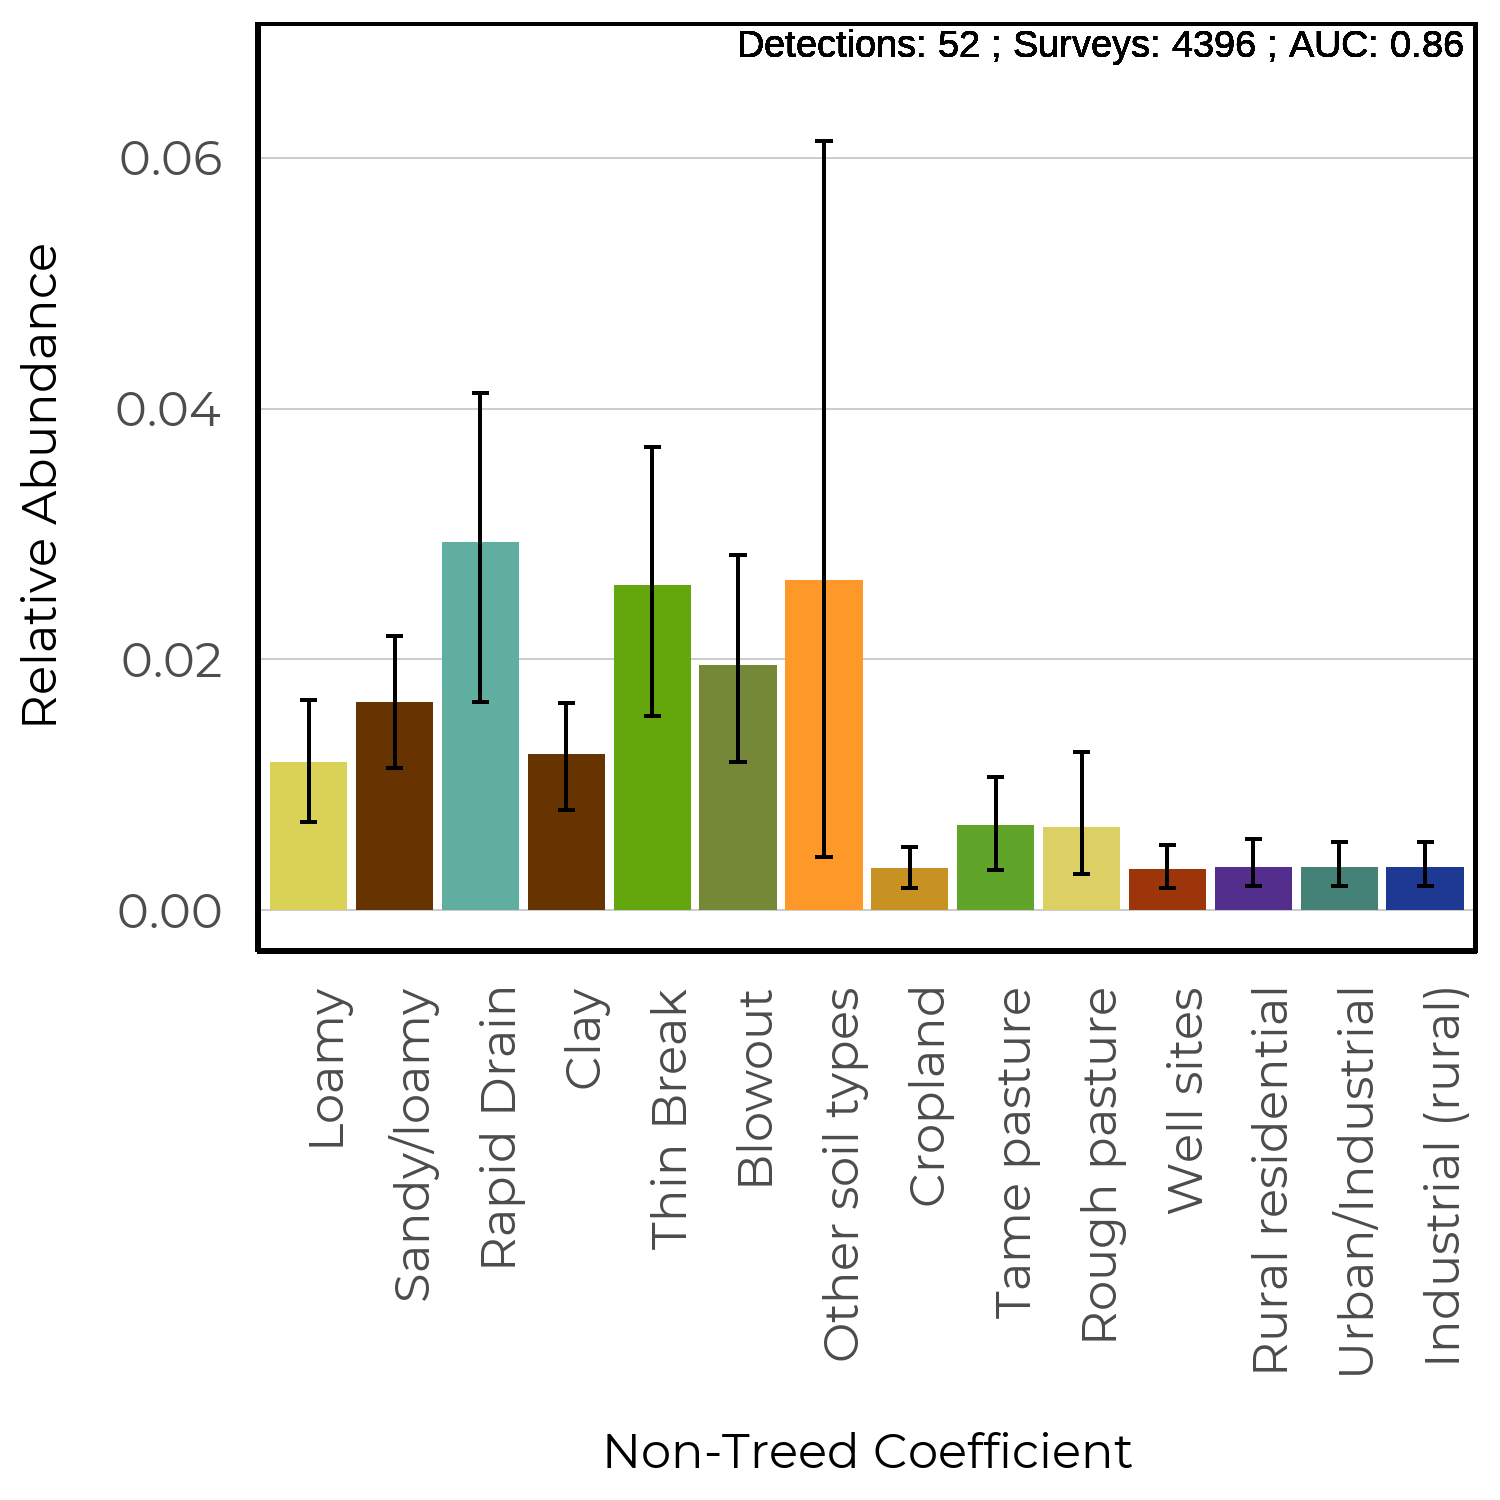 Detections: 52 ; Surveys: 4396 ; AUC: 0.86
Relative Abundance
0.06
0.04
0.02
0.00
Loamy
Sandy/loamy
Rapid Drain
Clay
Thin Break
Blowout
Other soil types
Cropland
Tame pasture
Rough pasture
Well sites
Rural residential
Urban/Industrial
Industrial (rural)
Non-Treed Coefficient